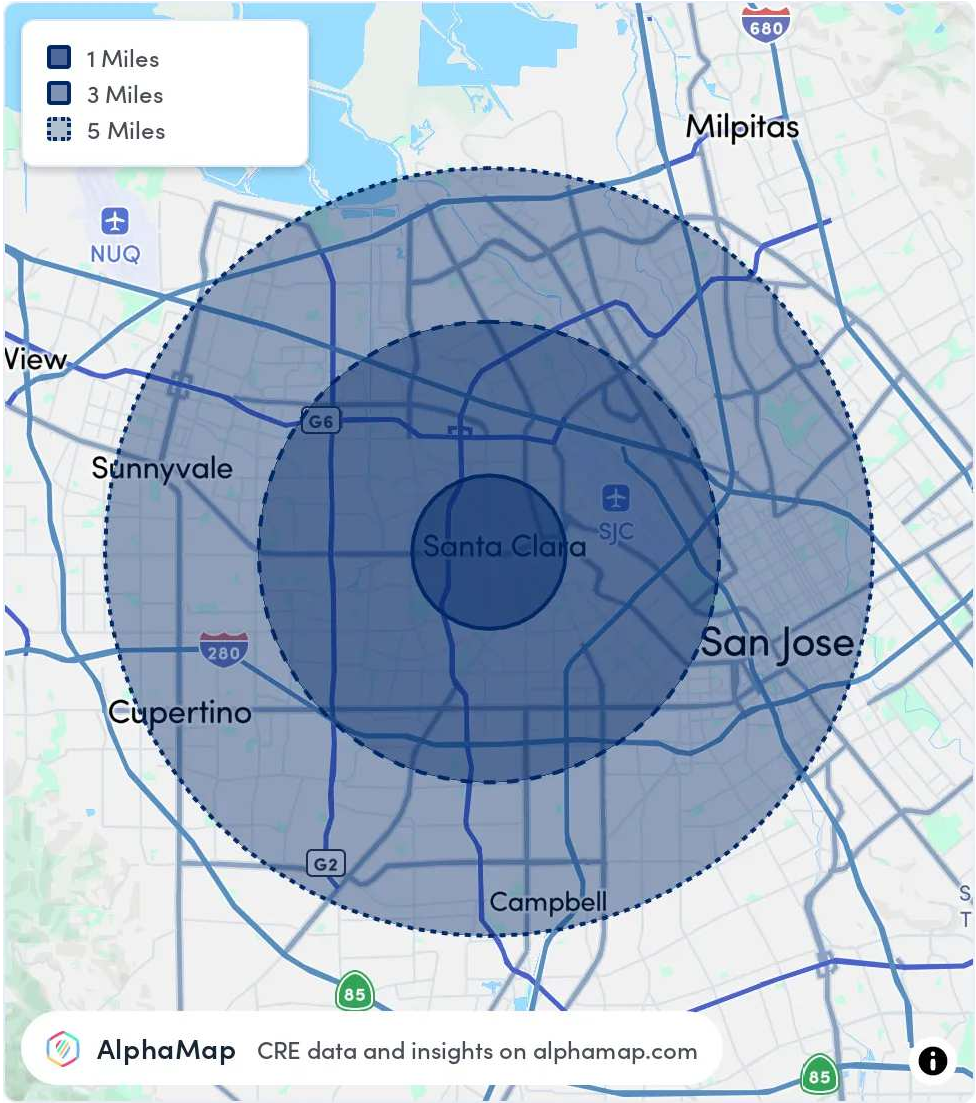 1 Miles
3 Miles
5 Miles
680
Milpitas
NUQ
View
G6
Sunnyvale
SJC
Santa Clara
280
San Jose
Cupertino
G2
Campbell
S
T
85
AlphaMap CRE data and insights on alphamap.com
85